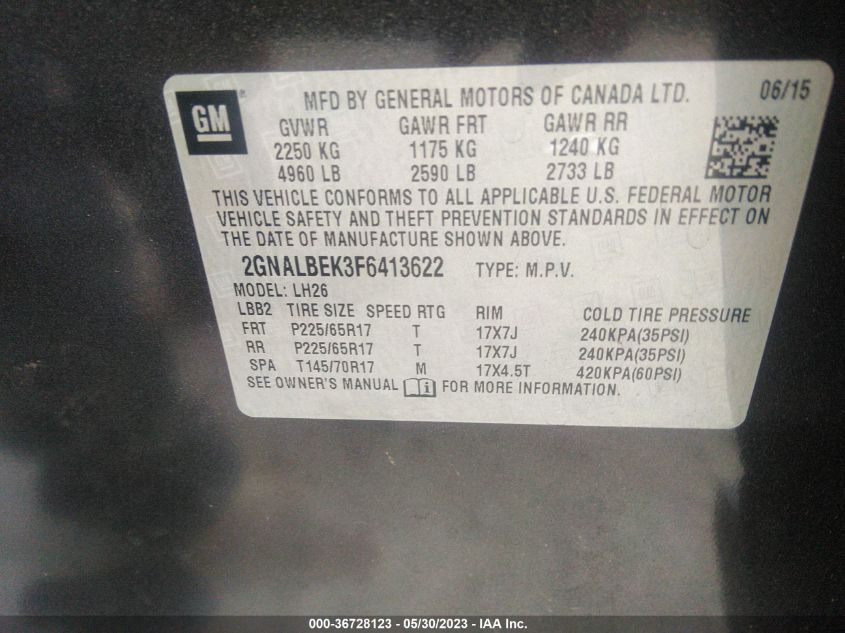 GM
®
MFD BY GENERAL MOTORS OF CANADA LTD. 06/15
GVWR GAWR FRT GAWR RR
2250 KG 1175 KG 1240 KG
4960 LB 2590 LB 2733 LB
THIS VEHICLE CONFORMS TO ALL APPLICABLE U.S. FEDERAL MOTOR
VEHICLE SAFETY AND THEFT PREVENTION STANDARDS IN EFFECT ON
THE DATE OF MANUFACTURE SHOWN ABOVE.
2GNALBEK3F6413622 TYPE: M.P.V.
MODEL: LH26
LBB2 TIRE SIZE SPEED RTG RIM COLD TIRE PRESSURE
FRT P225/65R17 T 17X7J 240KPA(35PSI)
RR P225/65R17 T 17X7J 240KPA(35PSI)
SPA T145/70R17 M 17X4.5T 420KPA(60PSI)
SEE OWNER'S MANUAL i FOR MORE INFORMATION.
000-36728123 - 05/30/2023 - IAA Inc.